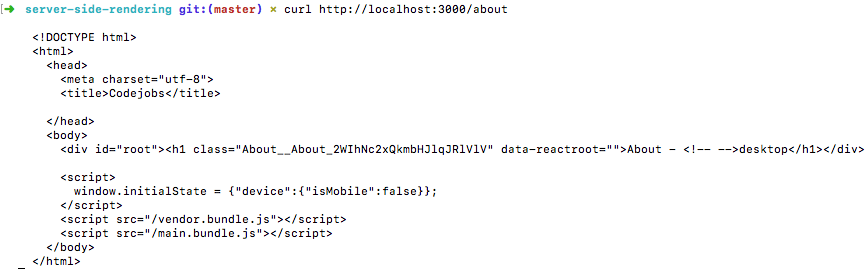 [➜  server-side-rendering git:(master) × curl http://localhost:3000/about
<!DOCTYPE html>
<html>
<head>
<meta charset="utf-8">
<title>Codejobs</title>
</head>
<body>
<div id="root"><h1 class="About__About_2WIhNc2xQkmbHJlqJRlVlV" data-reactroot="">About - <!-- -->desktop</h1></div>
<script>
window.initialState = {"device":{"isMobile":false}};
</script>
<script src="/vendor.bundle.js"></script>
<script src="/main.bundle.js"></script>
</body>
_ </html>